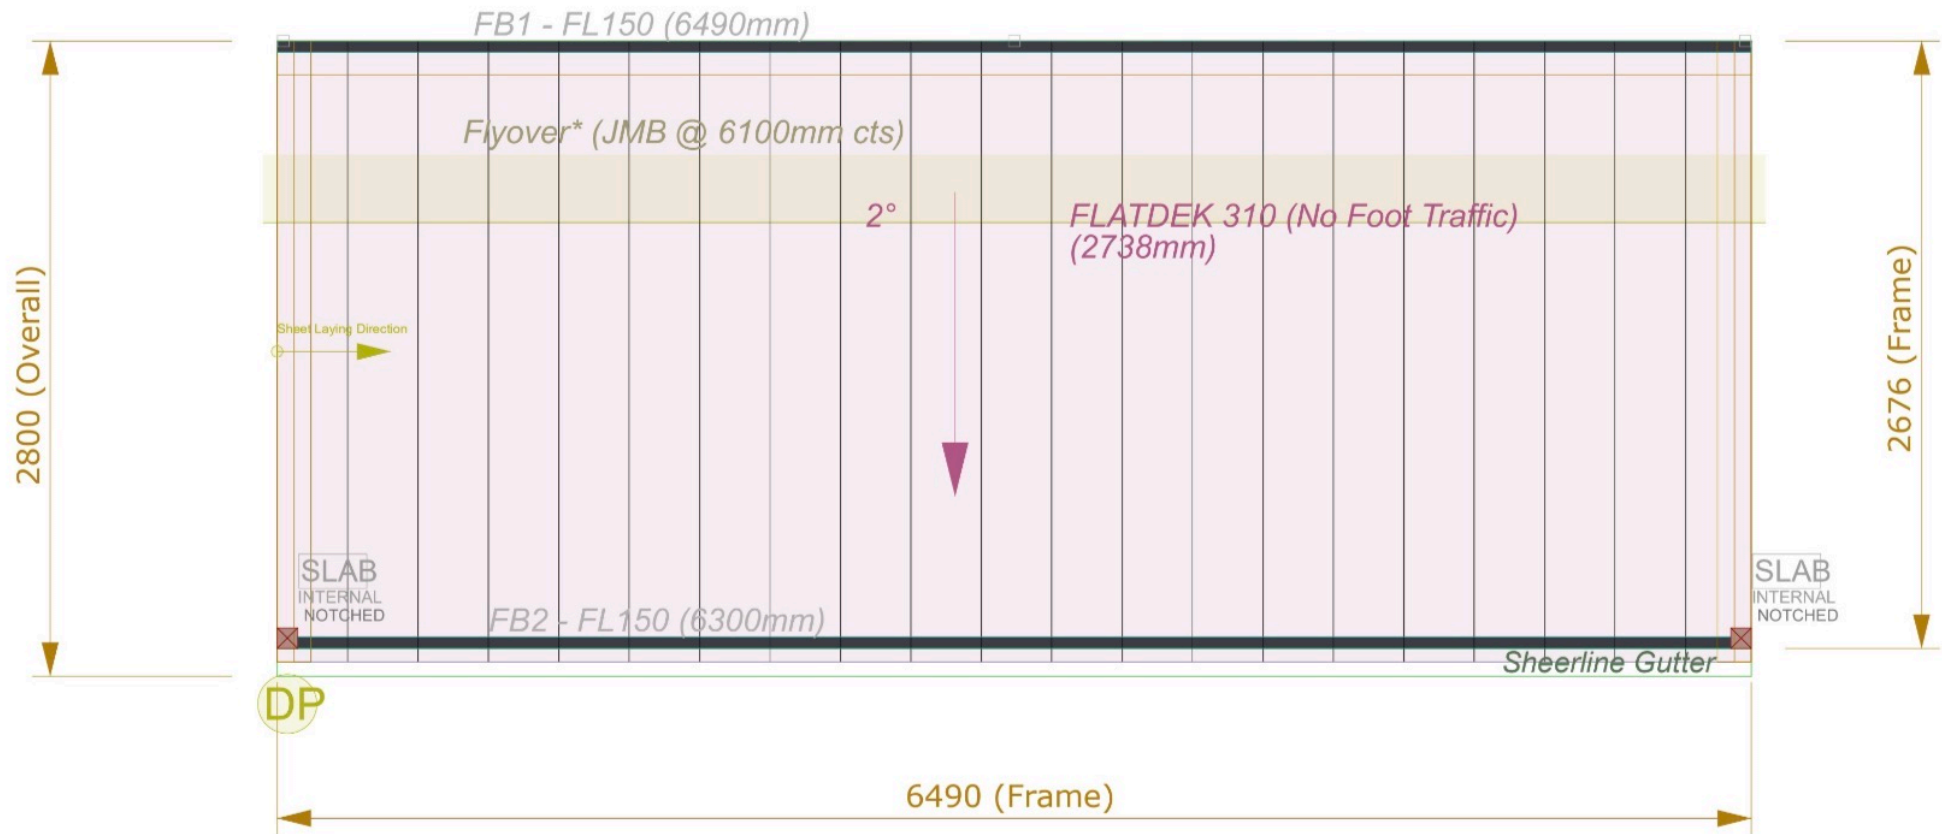 FB1 - FL150 (6490mm)
Flyover* (JMB @ 6100mm cts)
2°
FLATDEK 310 (No Foot Traffic)
(2738mm)
2800 (Overall)
2676 (Frame)
Sheet Laying Direction
SLAB
INTERNAL
NOTCHED
SLAB
INTERNAL
NOTCHED
FB2 - FL150 (6300mm)
Sheerline Gutter
DP
6490 (Frame)